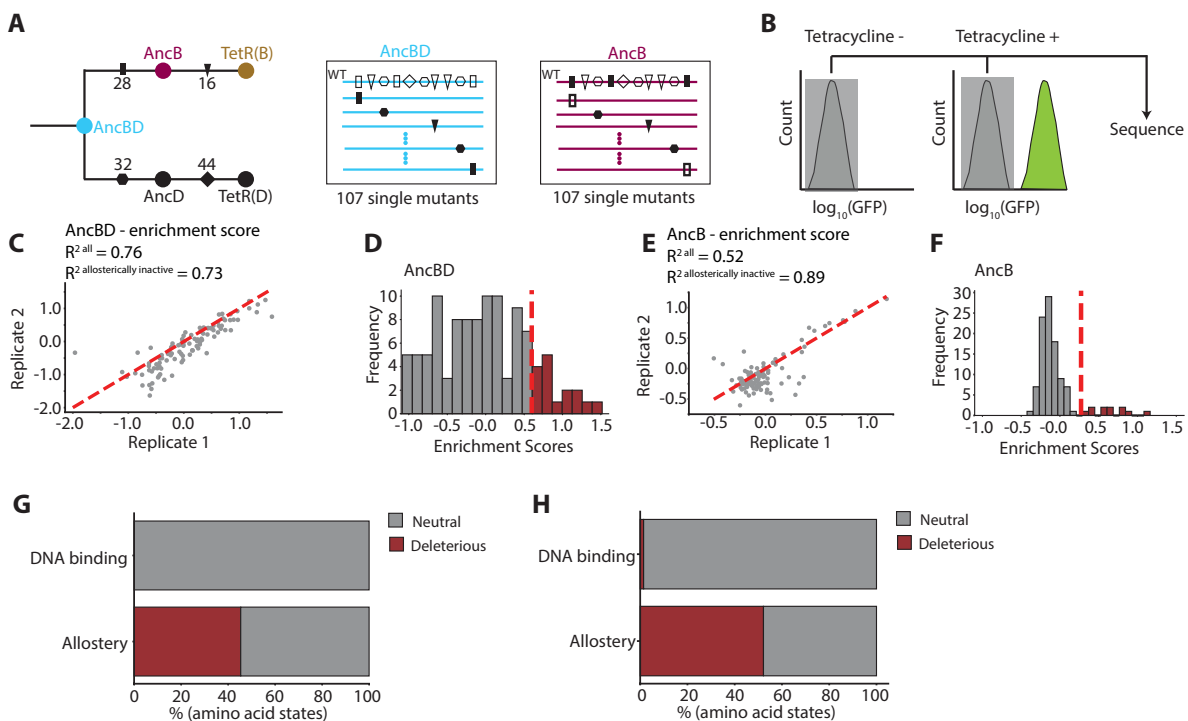 A
AncB
TetR(B)
28
16
AncBD
32
44
AncD
TetR(D)
AncBD
WT
107 single mutants
AncB
WT
107 single mutants
B
Tetracycline -
Tetracycline +
Count
Count
Sequence
log10(GFP)
log10(GFP)
C
AncBD - enrichment score
R² all = 0.76
R² allosterically inactive = 0.73
Replicate 2
1.0
0.0
-1.0
-2.0
-2.0
-1.0
0.0
1.0
Replicate 1
D
AncBD
Frequency
10
8
6
4
2
0
-1.0
-0.5
-0.0
0.5
1.0
1.5
Enrichment Scores
E
AncB - enrichment score
R² all = 0.52
R² allosterically inactive = 0.89
Replicate 2
1.0
0.5
0.0
-0.5
-0.5
0.0
0.5
1.0
Replicate 1
F
AncB
Frequency
30
25
20
15
10
5
0
-1.0
-0.5
-0.0
0.5
1.0
1.5
Enrichment Scores
G
Neutral
Deleterious
DNA binding
Allostery
0
20
40
60
80
100
% (amino acid states)
H
Neutral
Deleterious
DNA binding
Allostery
0
20
40
60
80
100
% (amino acid states)